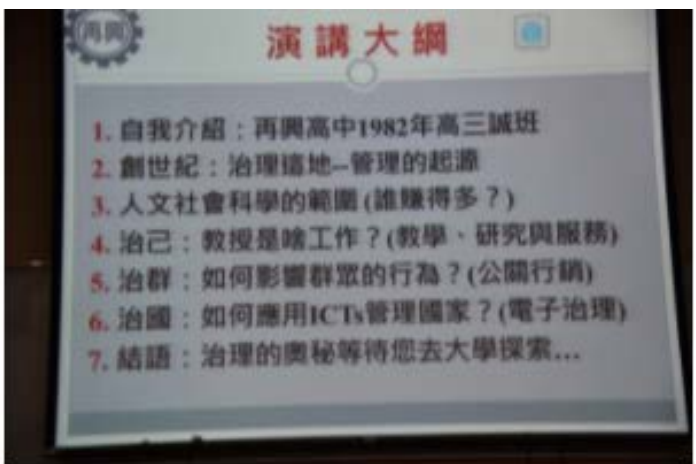 再興
演講大綱
1. 自我介紹：再興高中1982年高三誠班
2. 創世紀：治理這地--管理的起源
3. 人文社會科學的範圍(誰賺得多？)
4. 治己：教授是啥工作？(教學、研究與服務)
5. 治群：如何影響群眾的行為？(公關行銷)
6. 治國：如何應用ICTs管理國家？(電子治理)
7. 結語：治理的奧秘等待您去大學探索...